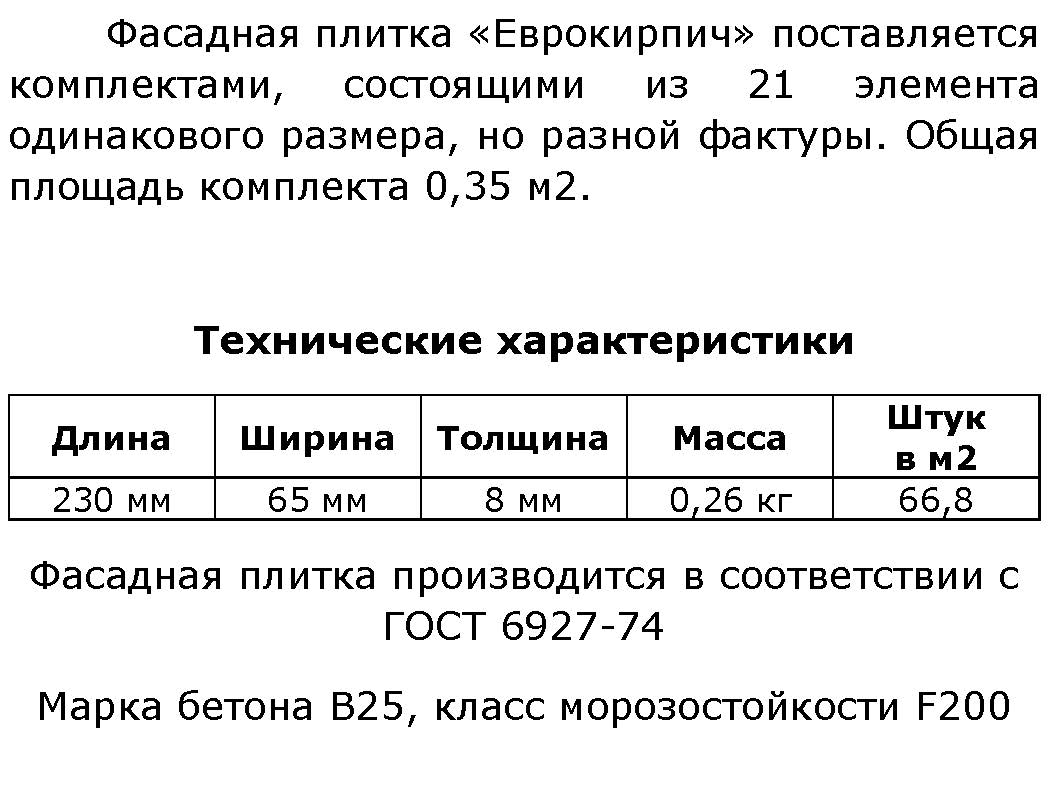 Фасадная плитка «Еврокирпич» поставляется
комплектами, состоящими из 21 элемента
одинакового размера, но разной фактуры. Общая
площадь комплекта 0,35 м2.
Технические характеристики
Длина Ширина Толщина Масса Штук в м2
230 мм 65 мм 8 мм 0,26 кг 66,8
Фасадная плитка производится в соответствии с
ГОСТ 6927-74
Марка бетона В25, класс морозостойкости F200